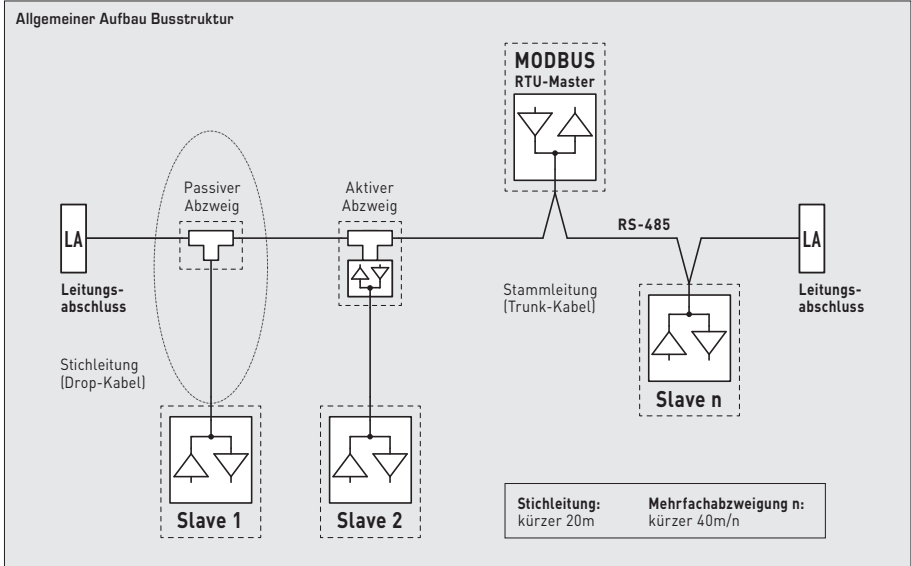 Allgemeiner Aufbau Busstruktur
MODBUS
RTU-Master
Passiver
Abzweig
Aktiver
Abzweig
RS-485
LA
LA
Leitungs-
abschluss
Stammleitung
(Trunk-Kabel)
Leitungs-
abschluss
Stichleitung
(Drop-Kabel)
Slave n
Slave 1
Slave 2
Stichleitung:
kürzer 20m
Mehrfachabzweigung n:
kürzer 40m/n